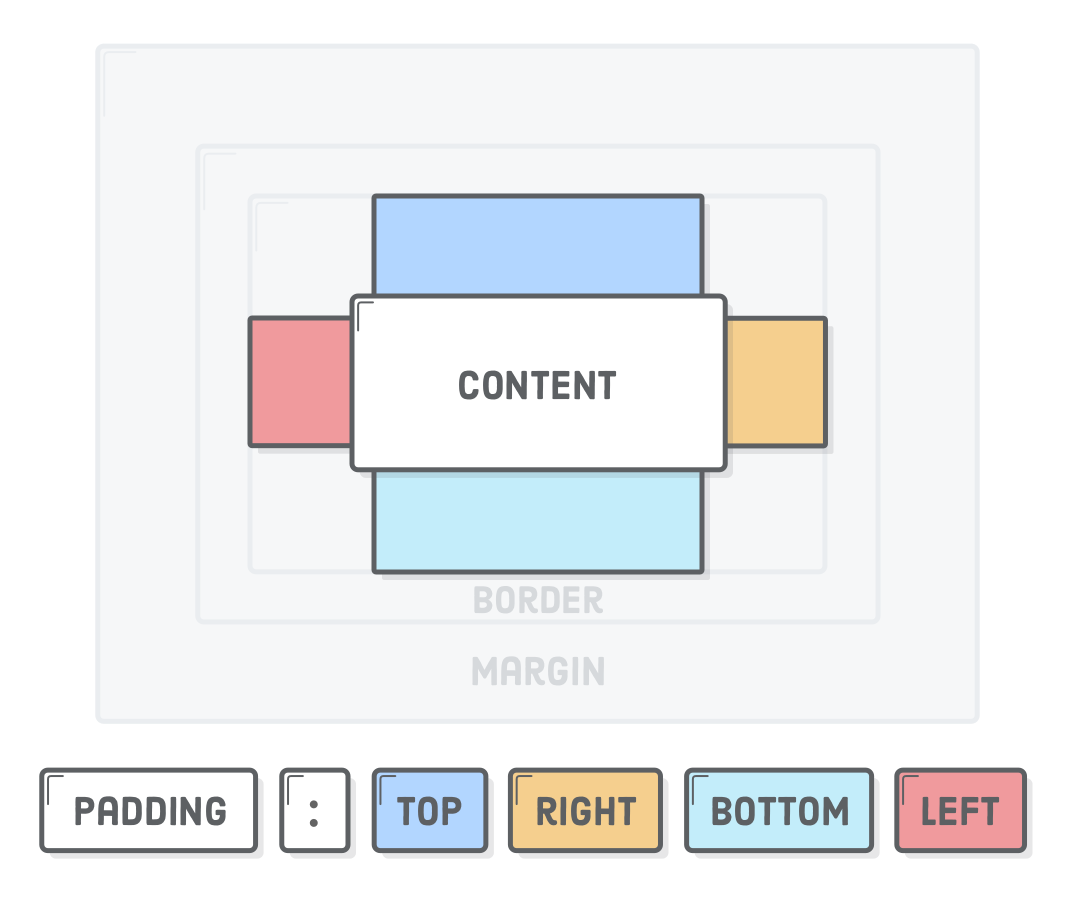 CONTENT
BORDER
MARGIN
PADDING : TOP RIGHT BOTTOM LEFT